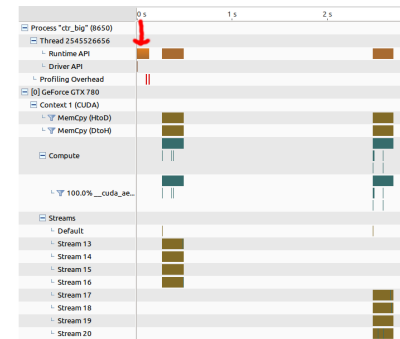 0 s 1 s 2 s
Process "ctr_big" (8650)
Thread 2545526656
Runtime API
Driver API
Profiling Overhead
[0] GeForce GTX 780
Context 1 (CUDA)
MemCpy (HtoD)
MemCpy (DtoH)
Compute
100.0% __cuda_ae...
Streams
Default
Stream 13
Stream 14
Stream 15
Stream 16
Stream 17
Stream 18
Stream 19
Stream 20